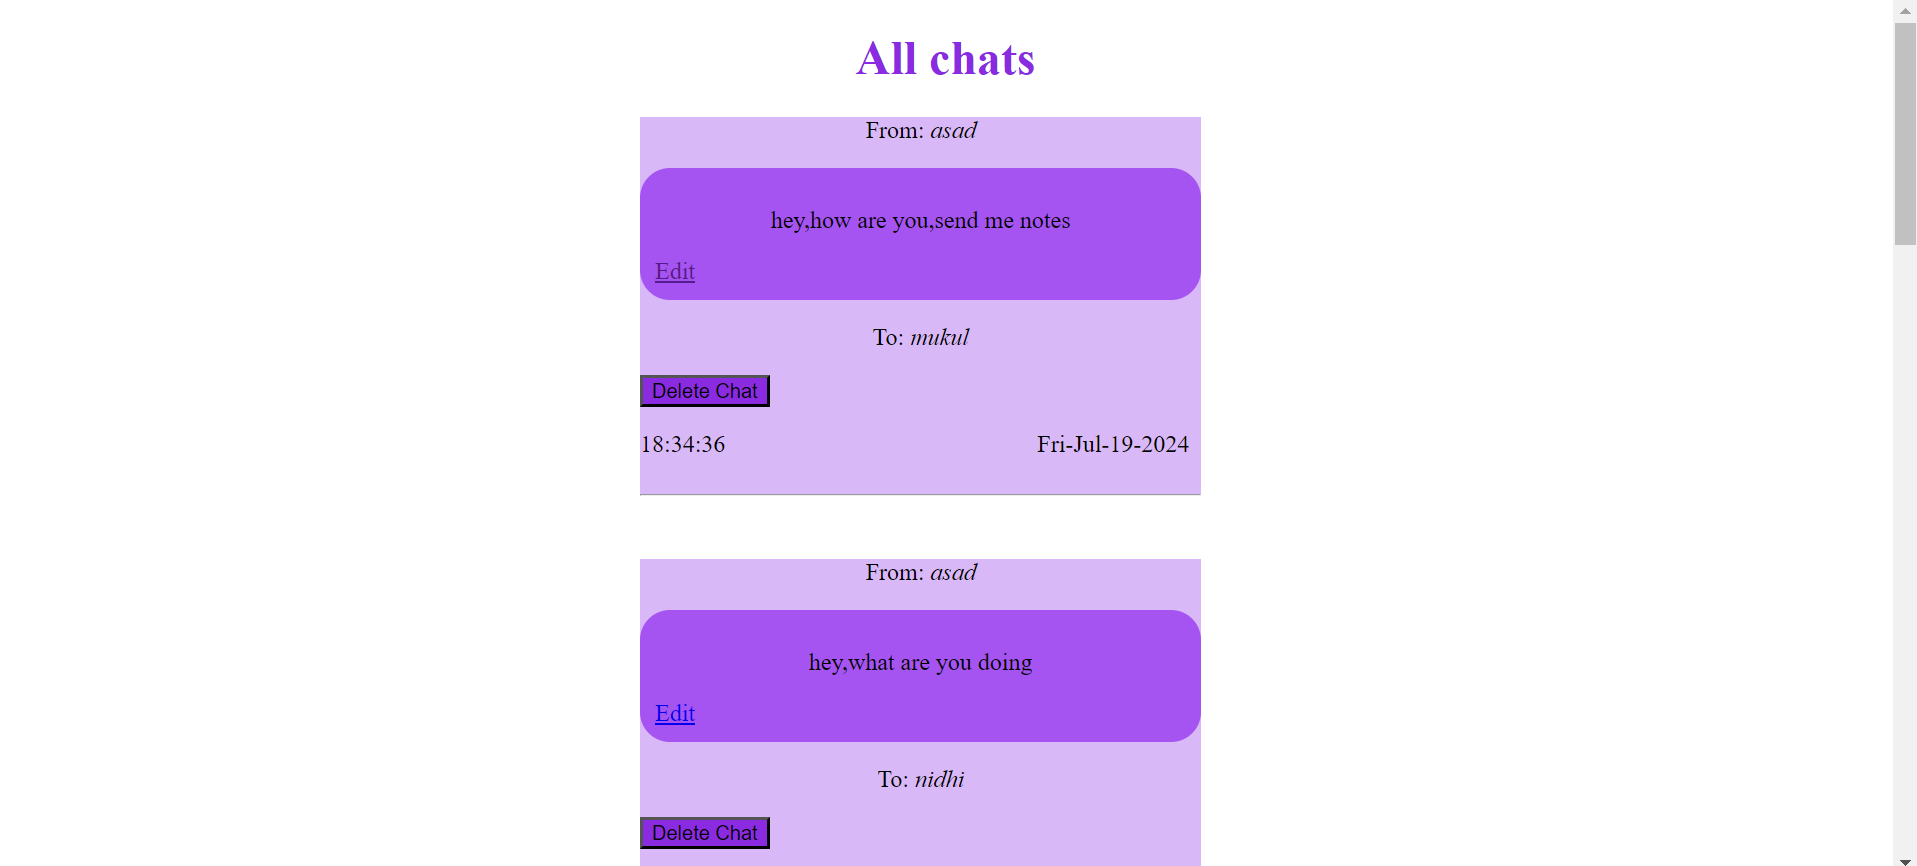 All chats
From: asad
hey,how are you,send me notes
Edit
To: mukul
Delete Chat
18:34:36 Fri-Jul-19-2024
From: asad
hey,what are you doing
Edit
To: nidhi
Delete Chat